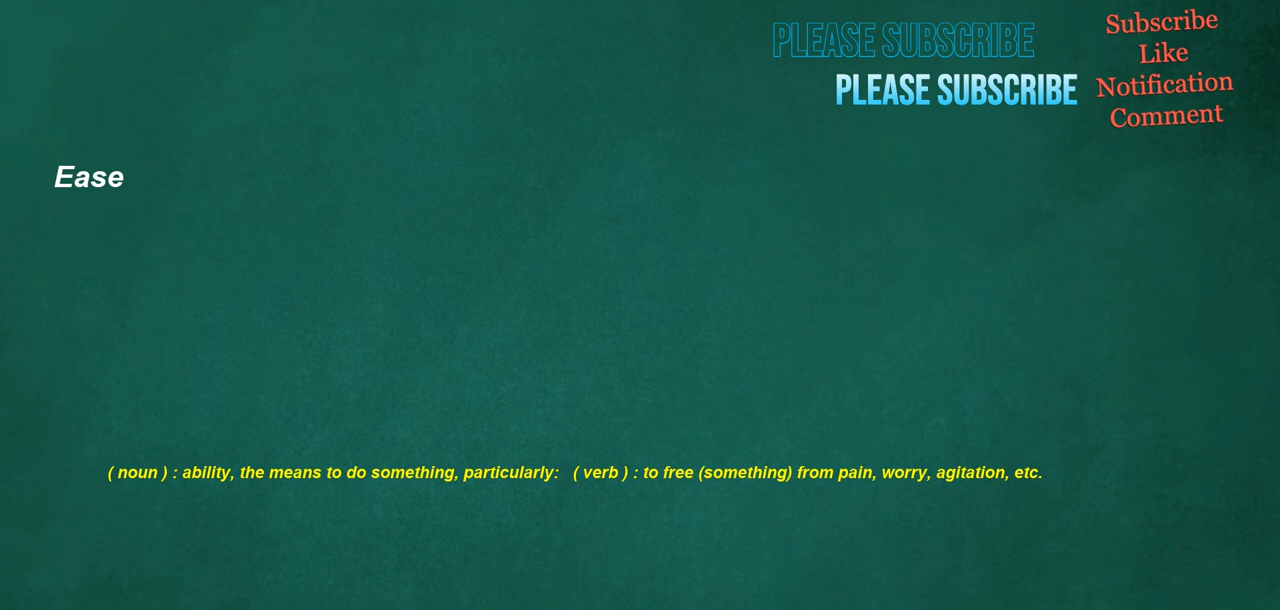 PLEASE SUBSCRIBE
PLEASE SUBSCRIBE
Subscribe
Like
Notification
Comment
Ease
( noun ) : ability, the means to do something, particularly:   ( verb ) : to free (something) from pain, worry, agitation, etc.